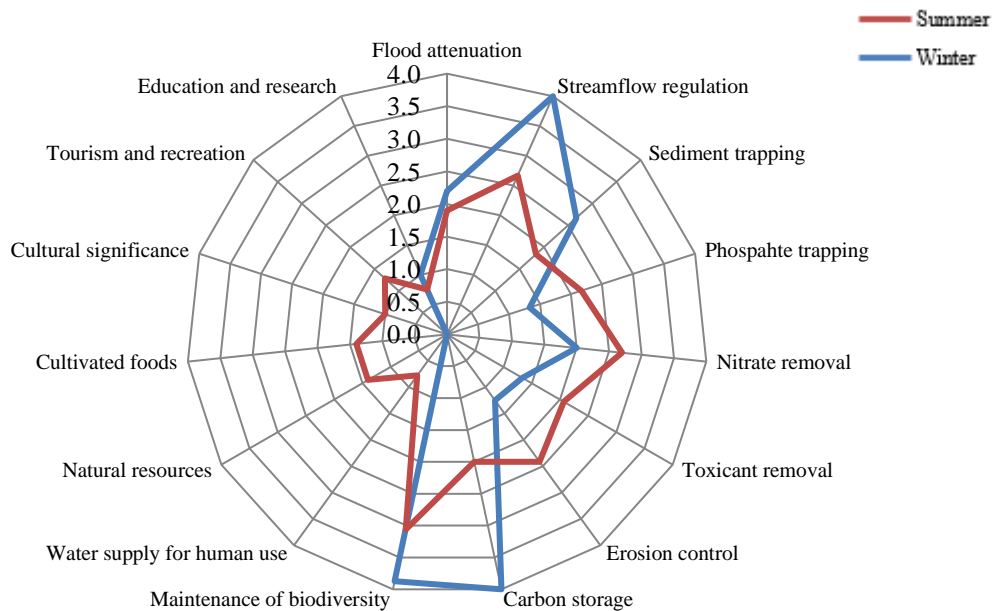 Summer
Winter
Flood attenuation
Streamflow regulation
Sediment trapping
Phospahte trapping
Nitrate removal
Toxicant removal
Erosion control
Carbon storage
Maintenance of biodiversity
Water supply for human use
Natural resources
Cultivated foods
Cultural significance
Tourism and recreation
Education and research
4.0
3.5
3.0
2.5
2.0
1.5
1.0
0.5
0.0